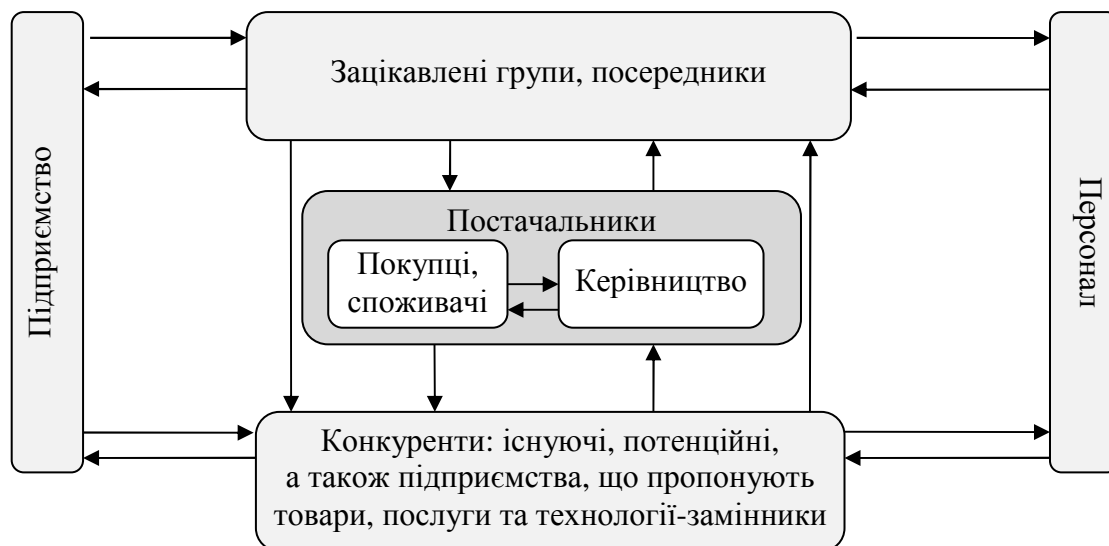 Зацікавлені групи, посередники
Підприємство
Персонал
Постачальники
Покупці,
споживачі
Керівництво
Конкуренти: існуючі, потенційні,
а також підприємства, що пропонують
товари, послуги та технології-замінники